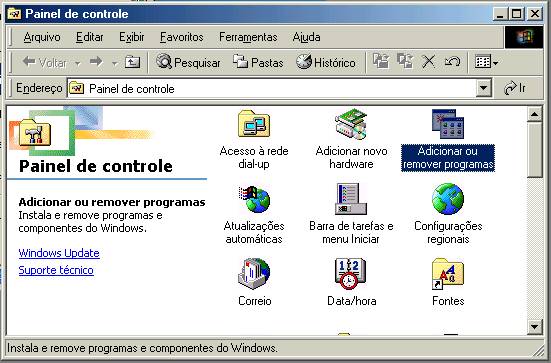 Painel de controle
Arquivo Editar Exibir Favoritos Ferramentas Ajuda
Voltar Pesquisar Pastas Histórico
Endereço Painel de controle Ir
Painel de controle
Adicionar ou remover programas
Instala e remove programas e
componentes do Windows.
Windows Update
Suporte técnico
Acesso à rede
dial-up
Adicionar novo
hardware
Adicionar ou
remover programas
Atualizações
automáticas
Barra de tarefas e
menu Iniciar
Configurações
regionais
Correio
Data/hora
Fontes
Instala e remove programas e componentes do Windows.